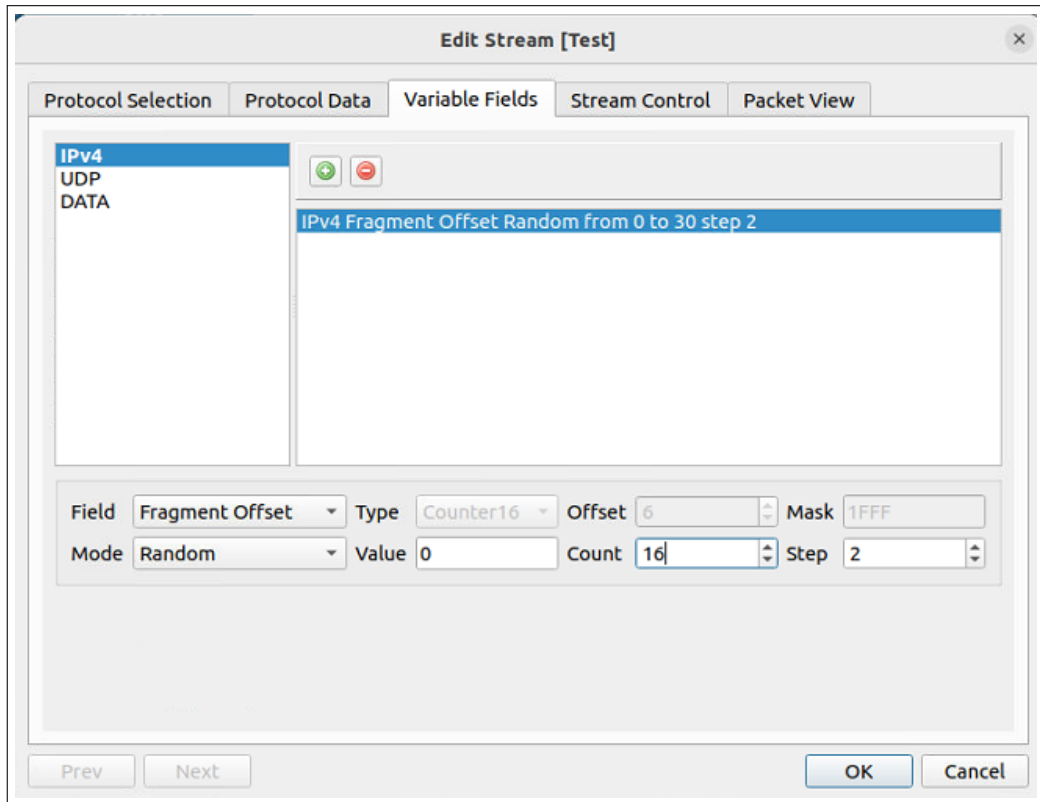 Edit Stream [Test]
Protocol Selection Protocol Data Variable Fields Stream Control Packet View
IPv4
UDP
DATA
IPv4 Fragment Offset Random from 0 to 30 step 2
Field Fragment Offset Type Counter16 Offset 6 Mask 1FFF
Mode Random Value 0 Count 16 Step 2
Prev Next OK Cancel